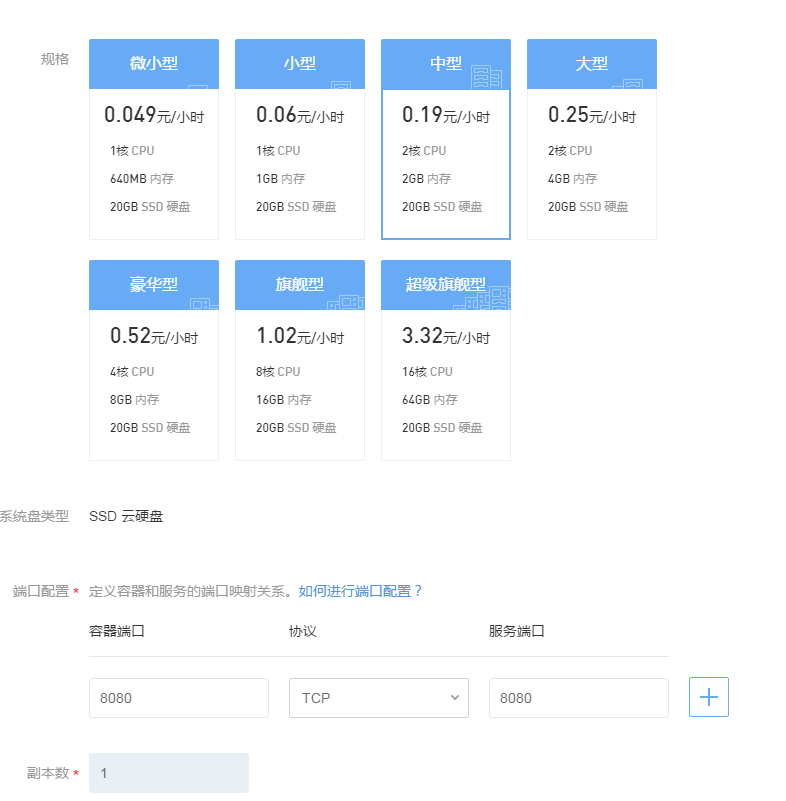 规格
微小型
0.049元/小时
1核 CPU
640MB 内存
20GB SSD 硬盘
小型
0.06元/小时
1核 CPU
1GB 内存
20GB SSD 硬盘
中型
0.19元/小时
2核 CPU
2GB 内存
20GB SSD 硬盘
大型
0.25元/小时
2核 CPU
4GB 内存
20GB SSD 硬盘
豪华型
0.52元/小时
4核 CPU
8GB 内存
20GB SSD 硬盘
旗舰型
1.02元/小时
8核 CPU
16GB 内存
20GB SSD 硬盘
超级旗舰型
3.32元/小时
16核 CPU
64GB 内存
20GB SSD 硬盘
系统盘类型 SSD 云硬盘
端口配置 * 定义容器和服务的端口映射关系。如何进行端口配置？
容器端口 协议 服务端口
8080 TCP 8080
副本数 * 1